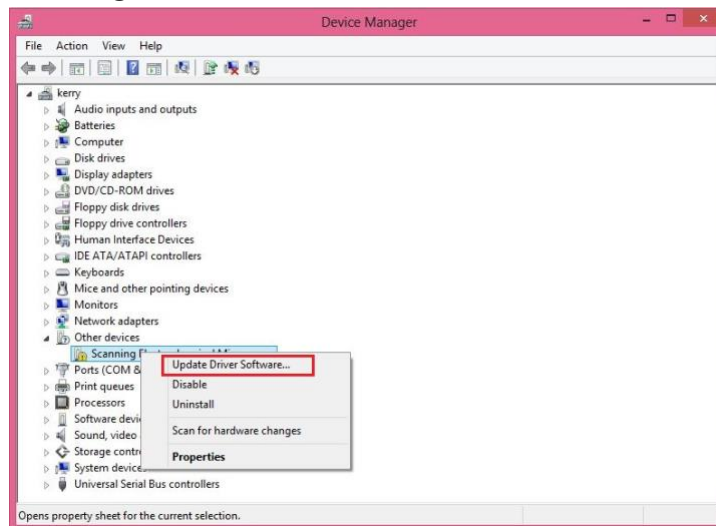 Device Manager
File Action View Help
kerry
Audio inputs and outputs
Batteries
Computer
Disk drives
Display adapters
DVD/CD-ROM drives
Floppy disk drives
Floppy drive controllers
Human Interface Devices
IDE ATA/ATAPI controllers
Keyboards
Mice and other pointing devices
Monitors
Network adapters
Other devices
Scanning
Ports (COM &
Print queues
Processors
Software devi
Sound, video
Storage contr
System devices
Universal Serial Bus controllers
Update Driver Software...
Disable
Uninstall
Scan for hardware changes
Properties
Opens property sheet for the current selection.